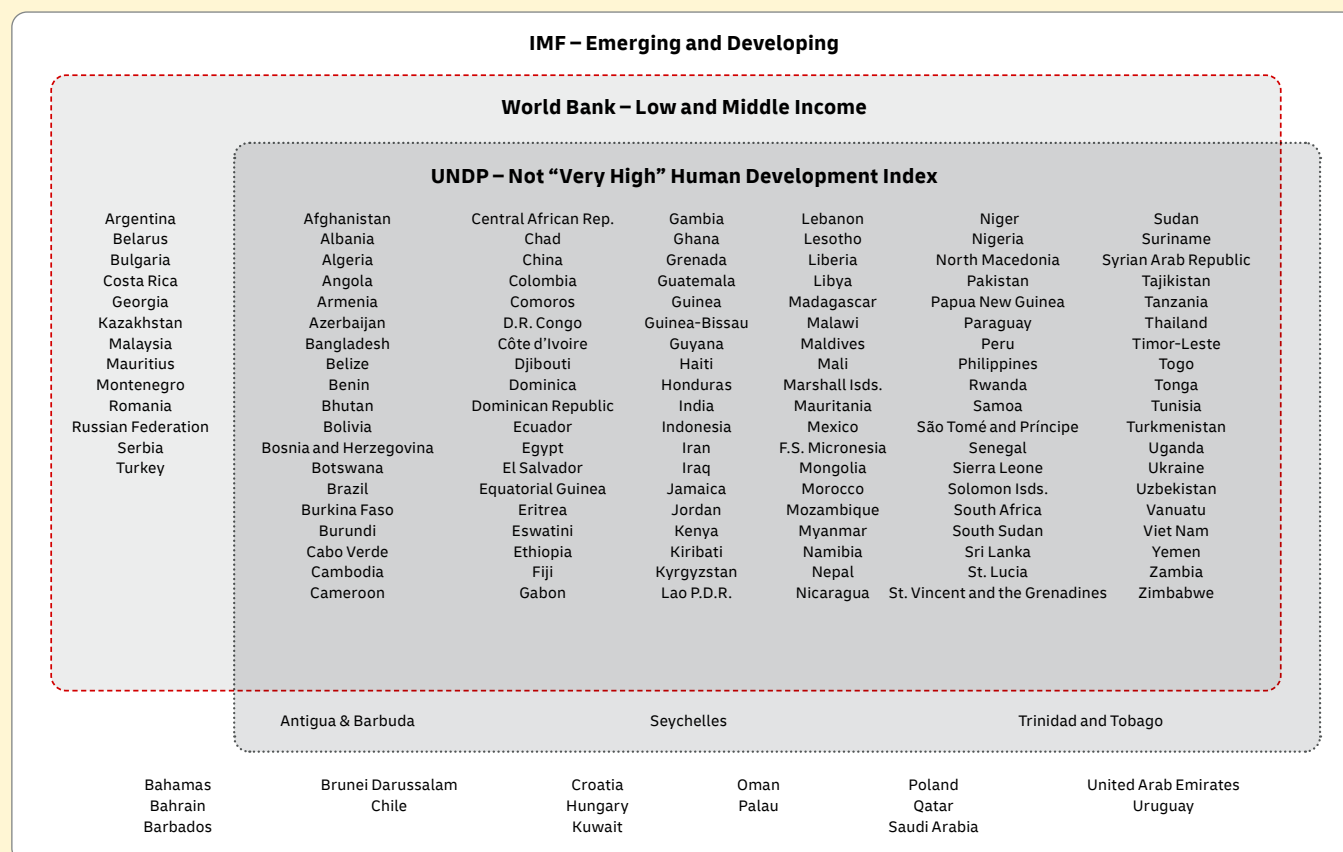 IMF – Emerging and Developing
World Bank – Low and Middle Income
UNDP – Not “Very High” Human Development Index
Argentina
Belarus
Bulgaria
Costa Rica
Georgia
Kazakhstan
Malaysia
Mauritius
Montenegro
Romania
Russian Federation
Serbia
Turkey
Afghanistan
Albania
Algeria
Angola
Armenia
Azerbaijan
Bangladesh
Belize
Benin
Bhutan
Bolivia
Bosnia and Herzegovina
Botswana
Brazil
Burkina Faso
Burundi
Cabo Verde
Cambodia
Cameroon
Central African Rep.
Chad
China
Colombia
Comoros
D.R. Congo
Côte d’Ivoire
Djibouti
Dominica
Dominican Republic
Ecuador
Egypt
El Salvador
Equatorial Guinea
Eritrea
Eswatini
Ethiopia
Fiji
Gabon
Gambia
Ghana
Grenada
Guatemala
Guinea
Guinea-Bissau
Guyana
Haiti
Honduras
India
Indonesia
Iran
Iraq
Jamaica
Jordan
Kenya
Kiribati
Kyrgyzstan
Lao P.D.R.
Lebanon
Lesotho
Liberia
Libya
Madagascar
Malawi
Maldives
Mali
Marshall Isds.
Mauritania
Mexico
F.S. Micronesia
Mongolia
Morocco
Mozambique
Myanmar
Namibia
Nepal
Nicaragua
Niger
Nigeria
North Macedonia
Pakistan
Papua New Guinea
Paraguay
Peru
Philippines
Rwanda
Samoa
São Tomé and Príncipe
Senegal
Sierra Leone
Solomon Isds.
South Africa
South Sudan
Sri Lanka
St. Lucia
St. Vincent and the Grenadines
Sudan
Suriname
Syrian Arab Republic
Tajikistan
Tanzania
Thailand
Timor-Leste
Togo
Tonga
Tunisia
Turkmenistan
Uganda
Ukraine
Uzbekistan
Vanuatu
Viet Nam
Yemen
Zambia
Zimbabwe
Antigua & Barbuda
Seychelles
Trinidad and Tobago
Bahamas
Bahrain
Barbados
Brunei Darussalam
Chile
Croatia
Hungary
Kuwait
Oman
Palau
Poland
Qatar
Saudi Arabia
United Arab Emirates
Uruguay